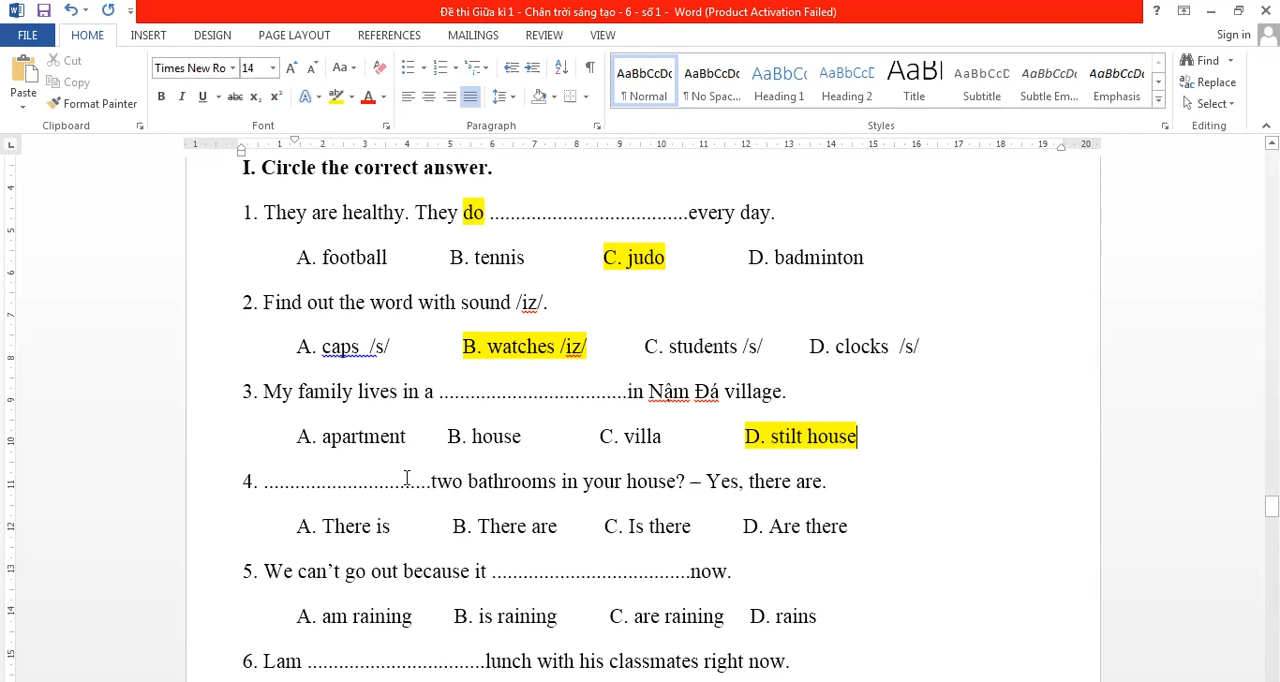 Đề thi Giữa kì 1 - Chân trời sáng tạo - 6 - số 1 - Word (Product Activation Failed)
FILE HOME INSERT DESIGN PAGE LAYOUT REFERENCES MAILINGS REVIEW VIEW Sign in
Paste Cut Copy Format Painter
Times New Ro 14
AaBbCcDc AaBbCcDc AaBbCc AaBbCc AaBl AaBbCcD AaBbCcDc AaBbCcDc
¶ Normal ¶ No Spac... Heading 1 Heading 2 Title Subtitle Subtle Em... Emphasis
Find Replace Select
Clipboard Font Paragraph Styles Editing
I. Circle the correct answer.
1. They are healthy. They do ......................................every day.
A. football B. tennis C. judo D. badminton
2. Find out the word with sound /iz/.
A. caps /s/ B. watches /iz/ C. students /s/ D. clocks /s/
3. My family lives in a ....................................in Nậm Đá village.
A. apartment B. house C. villa D. stilt house
4. ................................two bathrooms in your house? – Yes, there are.
A. There is B. There are C. Is there D. Are there
5. We can’t go out because it ......................................now.
A. am raining B. is raining C. are raining D. rains
6. Lam ..................................lunch with his classmates right now.